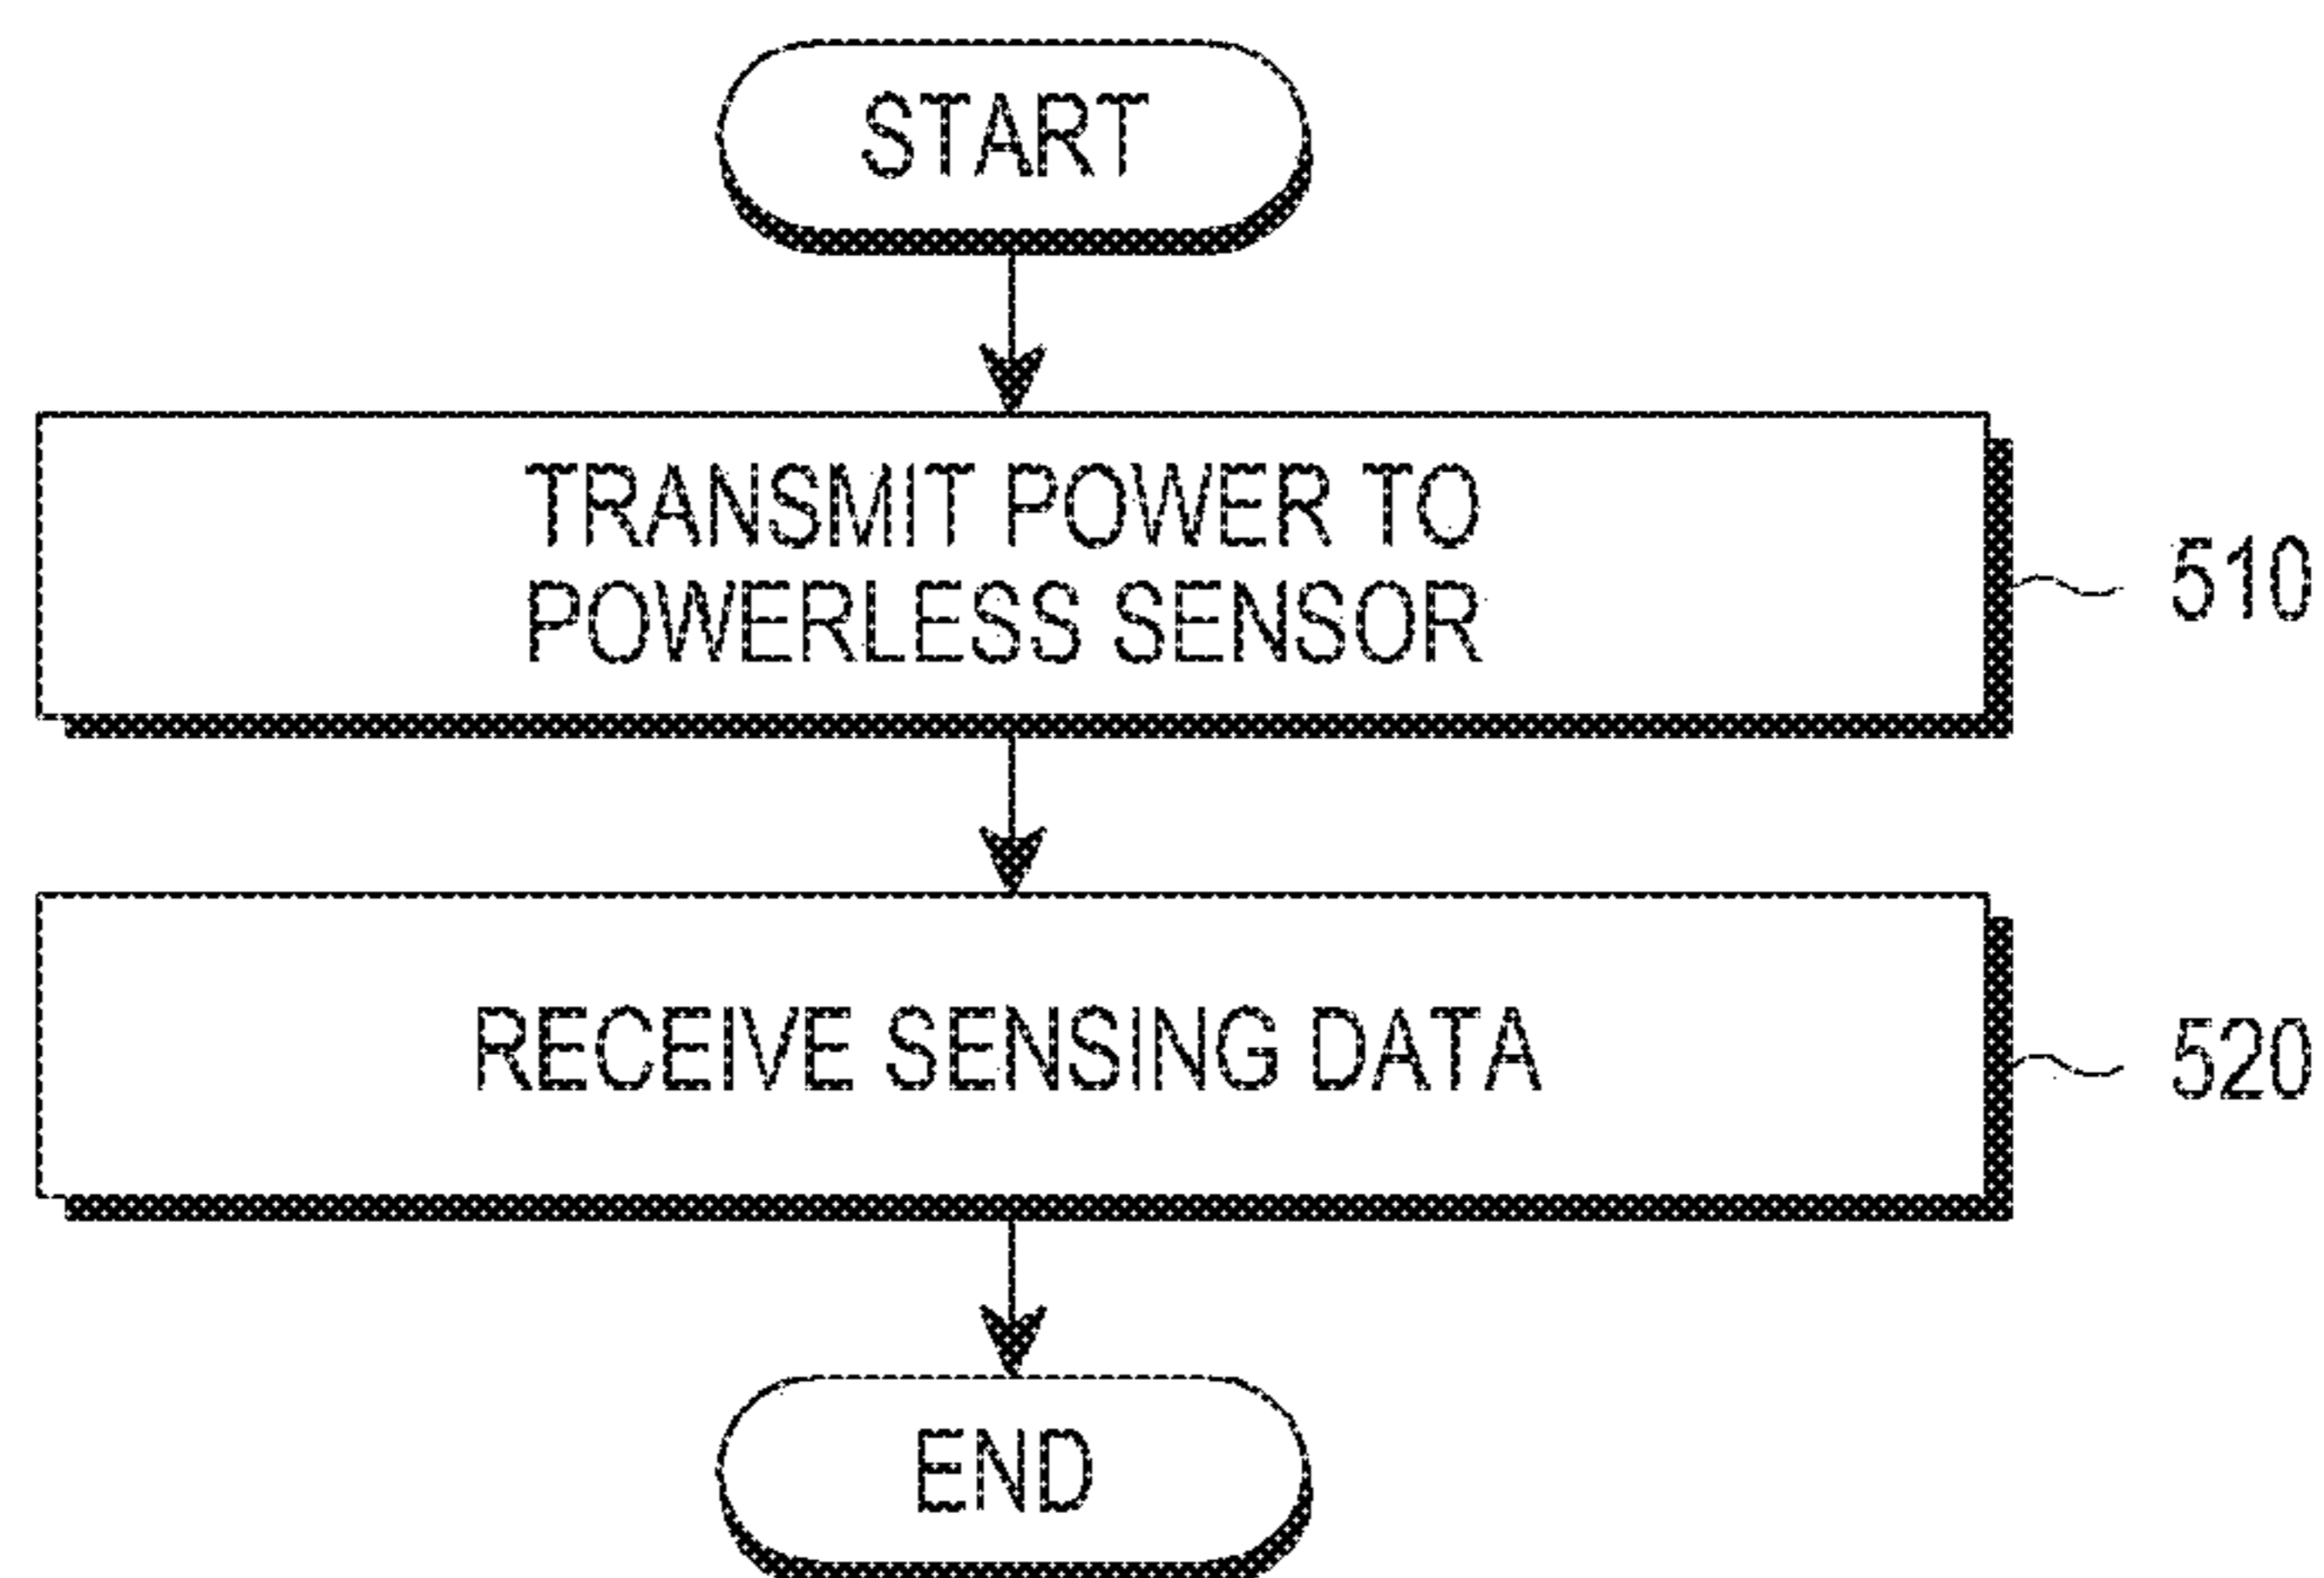 START
TRANSMIT POWER TO
POWERLESS SENSOR
510
RECEIVE SENSING DATA
520
END